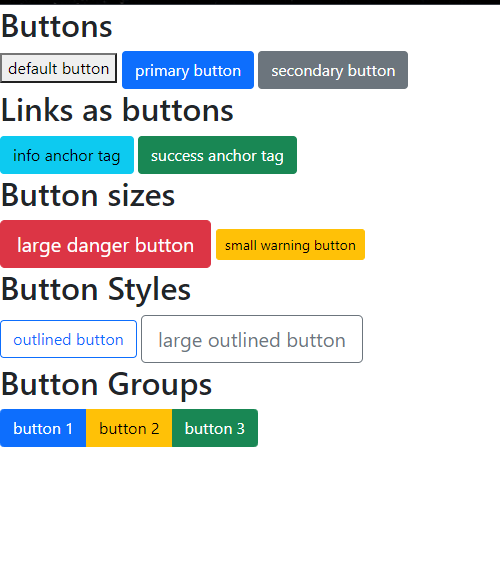 Buttons
default button primary button secondary button
Links as buttons
info anchor tag success anchor tag
Button sizes
large danger button small warning button
Button Styles
outlined button large outlined button
Button Groups
button 1 button 2 button 3